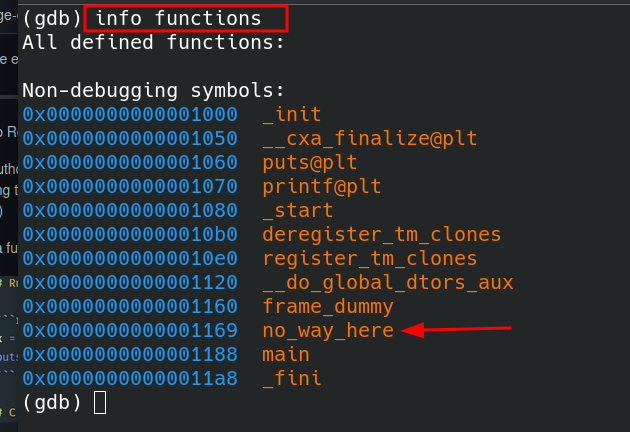 (gdb) info functions
All defined functions:
Non-debugging symbols:
0x0000000000001000 _init
0x0000000000001050 __cxa_finalize@plt
0x0000000000001060 puts@plt
0x0000000000001070 printf@plt
0x0000000000001080 _start
0x00000000000010b0 deregister_tm_clones
0x00000000000010e0 register_tm_clones
0x0000000000001120 __do_global_dtors_aux
0x0000000000001160 frame_dummy
0x0000000000001169 no_way_here
0x0000000000001188 main
0x00000000000011a8 _fini
(gdb)